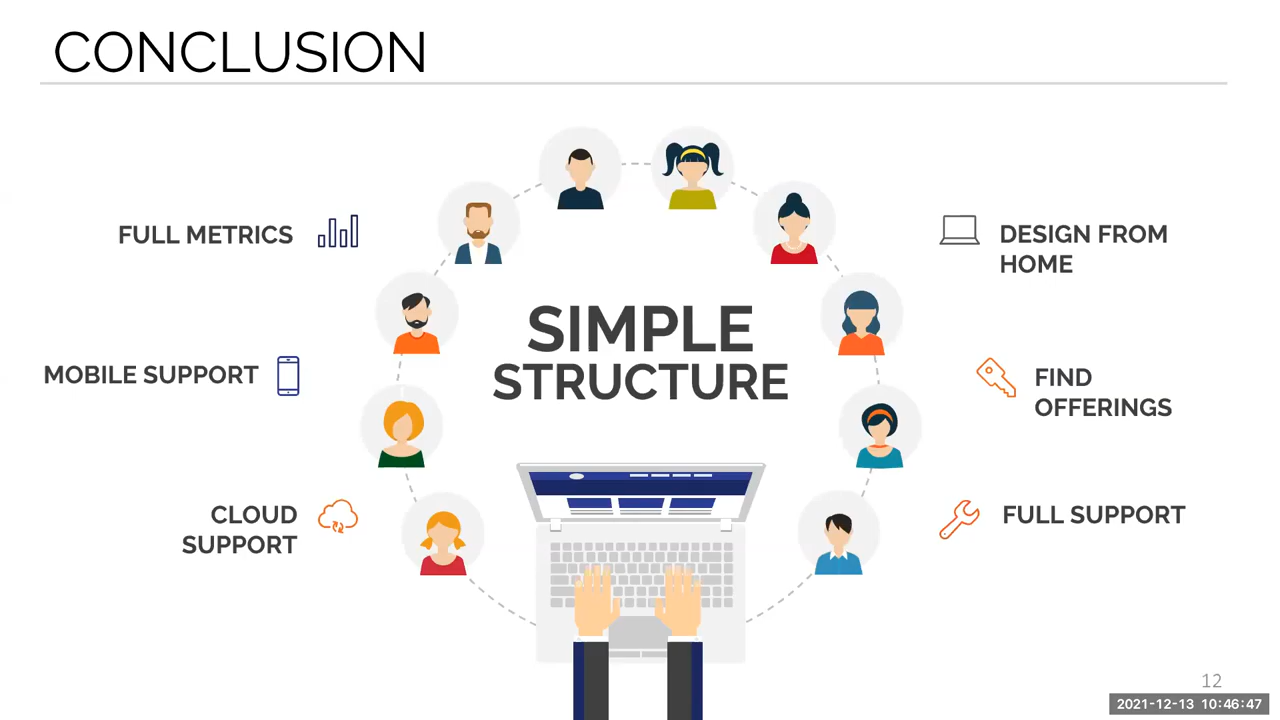 CONCLUSION
FULL METRICS
MOBILE SUPPORT
CLOUD
SUPPORT
SIMPLE
STRUCTURE
DESIGN FROM
HOME
FIND
OFFERINGS
FULL SUPPORT
12
2021-12-13 10:46:47